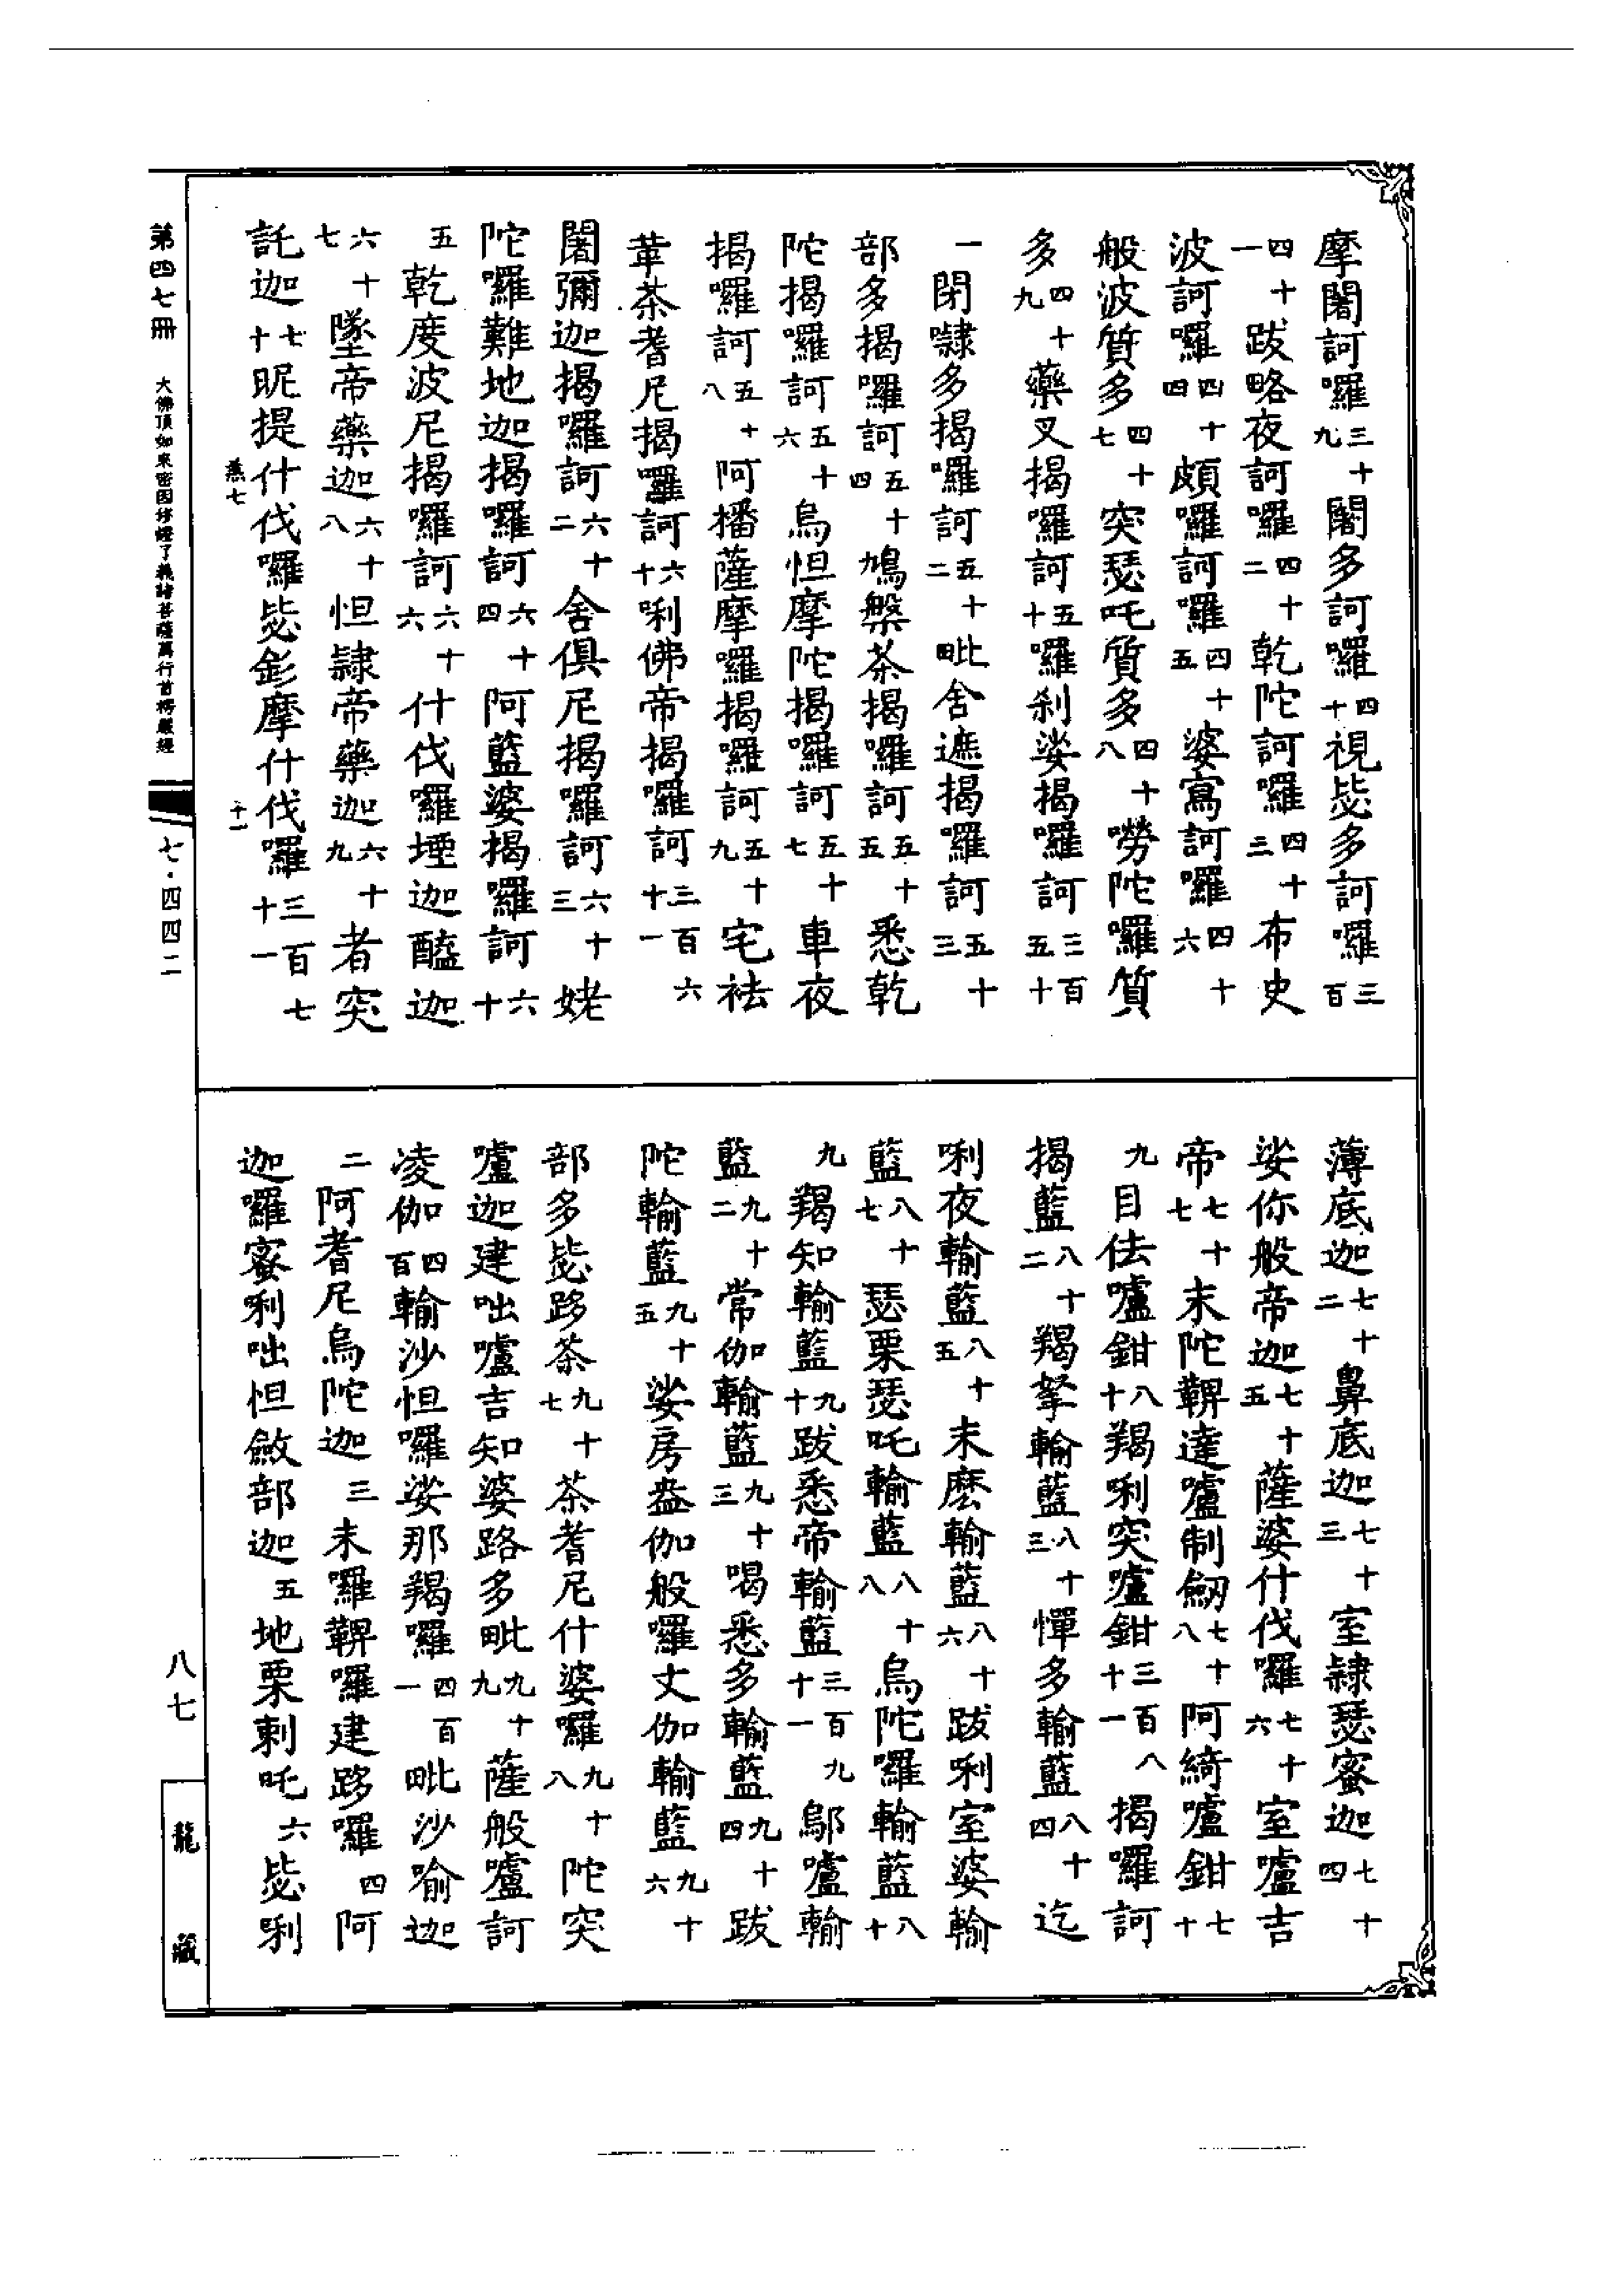 摩闍訶囉三十九闍多訶囉四十視毖多訶囉三百
四十一跋略夜訶囉四十二乾陀訶囉四十三布史
波訶囉四十四頗囉訶囉四十五婆寫訶囉四十六
般波質多四十七突瑟吒質多四十八嘮陀囉質
多四十九藥叉揭囉訶五十囉剎娑揭囉訶三百五十
一閉㘑多揭囉訶五十二毗舍遮揭囉訶五十三
部多揭囉訶五十四鳩槃茶揭囉訶五十五悉乾
陀揭囉訶五十六烏怛摩陀揭囉訶五十七車夜
揭囉訶五十八阿播薩摩囉揭囉訶五十九宅袪
革茶耆尼揭囉訶六十唎佛帝揭囉訶三百六十一
闍彌迦揭囉訶六十二舍俱尼揭囉訶六十三姥
陀囉難地迦揭囉訶六十四阿藍婆揭囉訶六十
五乾度波尼揭囉訶六十六什伐囉堙迦醯迦
六十七墜帝藥迦六十八怛隸帝藥迦六十九者突
託迦七十昵提什伐囉毖釤摩什伐囉三百七十一
燕七
十一
薄底迦七十二鼻底迦七十三室隸瑟蜜迦七十四
娑你般帝迦七十五薩婆什伐囉七十六室嚧吉
帝七十七末陀鞞達嚧制劒七十八阿綺嚧鉗七十
九目佉嚧鉗八十羯唎突嚧鉗三百八十一揭囉訶
揭藍八十二羯拏輸藍八十三憚多輸藍八十四迄
唎夜輸藍八十五末麼輸藍八十六跋唎室婆輸
藍八十七瑟栗瑟吒輸藍八十八烏陀囉輸藍八十
九羯知輸藍九十跋悉帝輸藍三百九十一鄔嚧輸
藍九十二常伽輸藍九十三喝悉多輸藍九十四跋
陀輸藍九十五娑房盎伽般囉丈伽輸藍九十六
部多毖跢茶九十七茶耆尼什婆囉九十八陀突
嚧迦建咄嚧吉知婆路多毗九十九薩般嚧訶
凌伽四百輸沙怛囉娑那羯囉四百一毗沙喻迦
二阿耆尼烏陀迦三末囉鞞囉建跢囉四阿
迦囉蜜唎咄怛斂部迦五地栗剌吒六毖唎
第四七冊 大佛頂如來密因修證了義諸菩薩萬行首楞嚴經
七·四四二
八七
龍藏